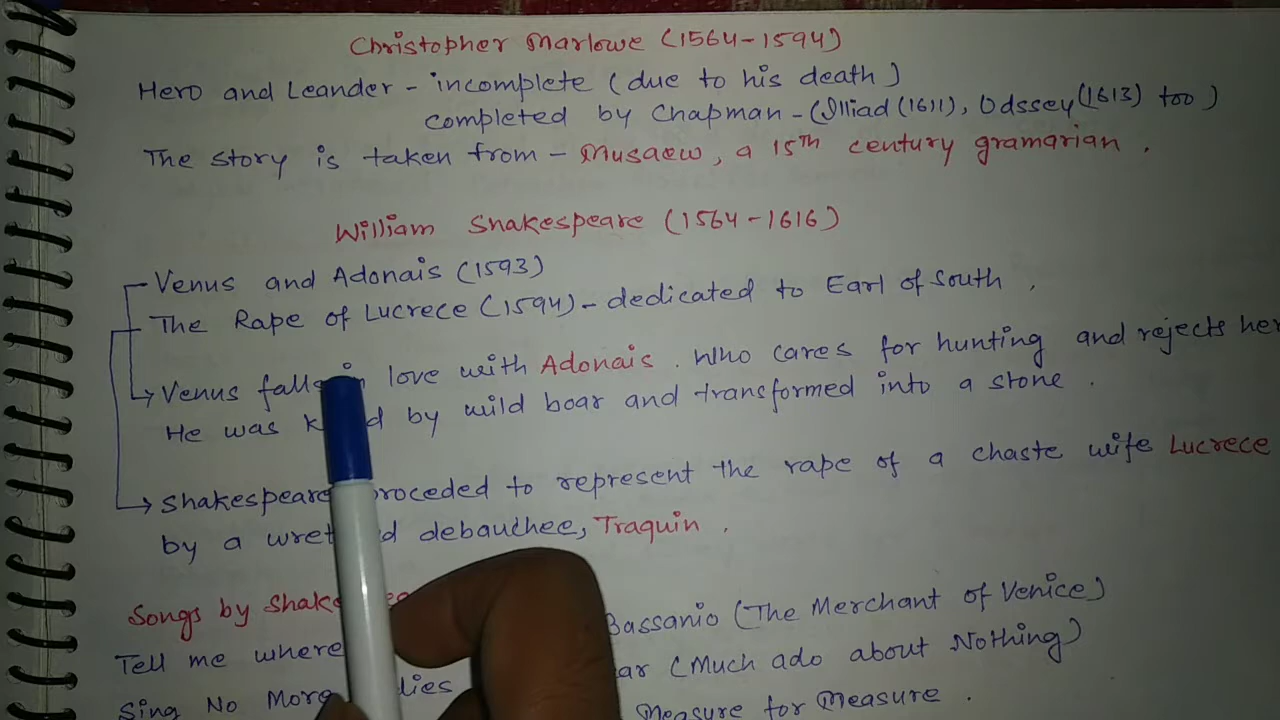 Christopher Marlowe (1564-1594)
Hero and Leander - incomplete (due to his death)
completed by Chapman - (Illiad (1611), Odssey (1613) too)
The story is taken from - Musaew, a 15th century gramarian.
William Shakespeare (1564-1616)
Venus and Adonais (1593)
The Rape of Lucrece (1594) - dedicated to Earl of South.
Venus falls in love with Adonais. Who cares for hunting and rejects her
He was by wild boar and transformed into a stone.
Shakespeare proceded to represent the rape of a chaste wife Lucrece
by a debauchee, Traquin.
Songs by
Tell me where Bassanio (The Merchant of Venice)
Sing No More (Much ado about Nothing)
Measure for Measure.